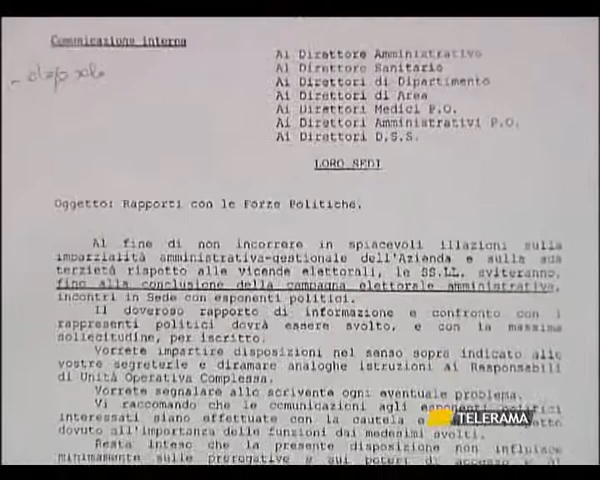 Comunicazione interna
Al Direttore Amministrativo
Al Direttore Sanitario
Ai Direttori di Dipartimento
Ai Direttori di Area
Ai Direttori Medici P.O.
Ai Direttori Amministrativi P.O.
Ai Direttori D.S.S.
LORO SEDI
Oggetto: Rapporti con le Forze Politiche.
Al fine di non incorrere in spiacevoli illazioni sulla
imparzialità amministrativa-gestionale dell'Azienda e sulla sua
terzietà rispetto alle vicende elettorali, le SS.LL. eviteranno,
fino alla conclusione della campagna elettorale amministrativa,
incontri in Sede con esponenti politici.
Il doveroso rapporto di informazione e confronto con i
rappresenti politici dovrà essere svolto, e con la massima
sollecitudine, per iscritto.
Vorrete impartire disposizioni nel senso sopra indicato alle
vostre segreterie e diramare analoghe istruzioni ai Responsabili
di Unità Operativa Complessa.
Vorrete segnalare allo scrivente ogni eventuale problema.
Vi raccomando che le comunicazioni agli esponenti politici
interessati siano effettuate con la cautela e
dovuto all'importanza delle funzioni dai medesimi svolti.
Resta inteso che la presente disposizione non influisce
minimamente sulle prerogative e sui poteri di accesso e di
TELERAMA